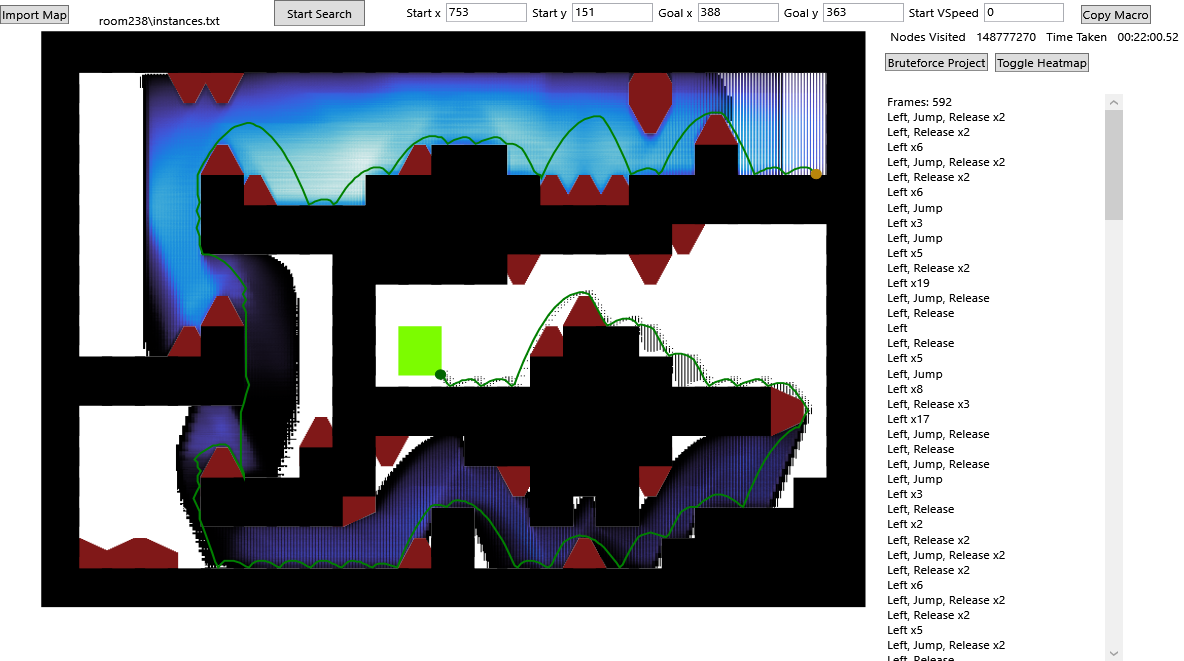 Import Map
room238\instances.txt
Start Search
Start x 753 Start y 151 Goal x 388 Goal y 363 Start VSpeed 0
Copy Macro
Nodes Visited 148777270 Time Taken 00:22:00.52
Bruteforce Project Toggle Heatmap
Frames: 592
Left, Jump, Release x2
Left, Release x2
Left x6
Left, Jump, Release x2
Left, Release x2
Left x6
Left, Jump
Left x3
Left, Jump
Left x5
Left, Release x2
Left x19
Left, Jump, Release
Left, Release
Left
Left, Release
Left x5
Left, Jump
Left x8
Left, Release x3
Left x17
Left, Jump, Release
Left, Release
Left, Jump, Release
Left, Jump
Left x3
Left, Release
Left x2
Left, Release x2
Left, Jump, Release x2
Left, Release x2
Left x6
Left, Jump, Release x2
Left, Release x2
Left x5
Left, Jump, Release x2
Left, Release